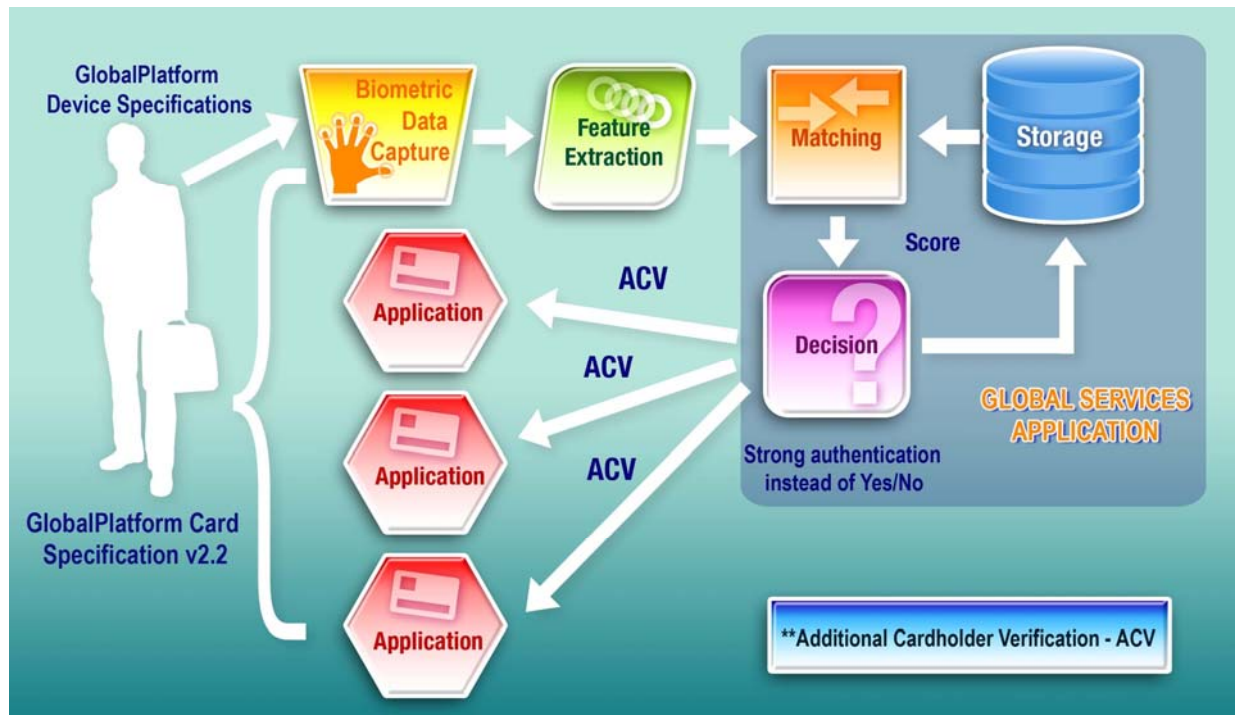 GlobalPlatform
Device Specifications
Biometric
Data
Capture
Feature
Extraction
Matching
Storage
Score
ACV
Application
Decision
ACV
GLOBAL SERVICES
APPLICATION
Application
ACV
Strong authentication
instead of Yes/No
GlobalPlatform Card
Specification v2.2
Application
**Additional Cardholder Verification - ACV